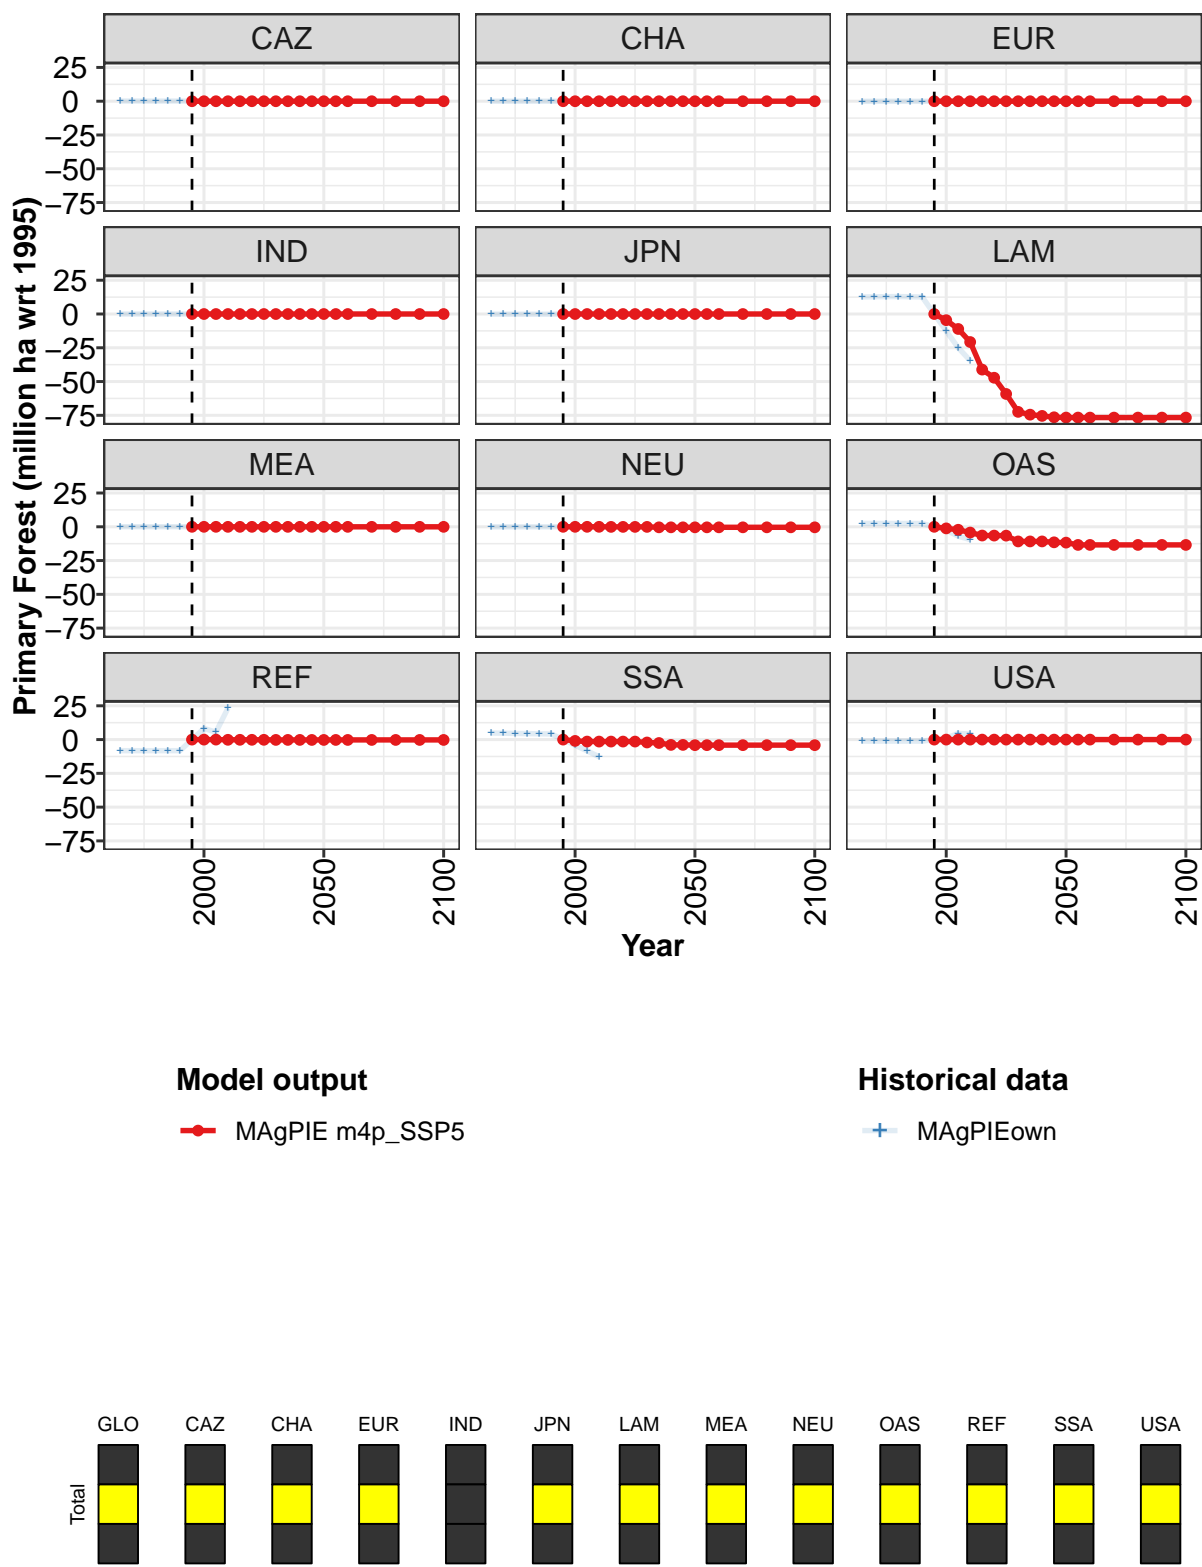 CAZ CHA EUR
25
0
−25
−50
−75
IND JPN LAM
25
0
−25
−50
−75
MEA NEU OAS
25
0
−25
−50
−75
REF SSA USA
25
0
−25
−50
−75
Primary Forest (million ha wrt 1995)
2000 2050 2100 2000 2050 2100 2000 2050 2100
Year
Model output Historical data
MAgPIE m4p_SSP5 MAgPIEown
GLO CAZ CHA EUR IND JPN LAM MEA NEU OAS REF SSA USA
Total